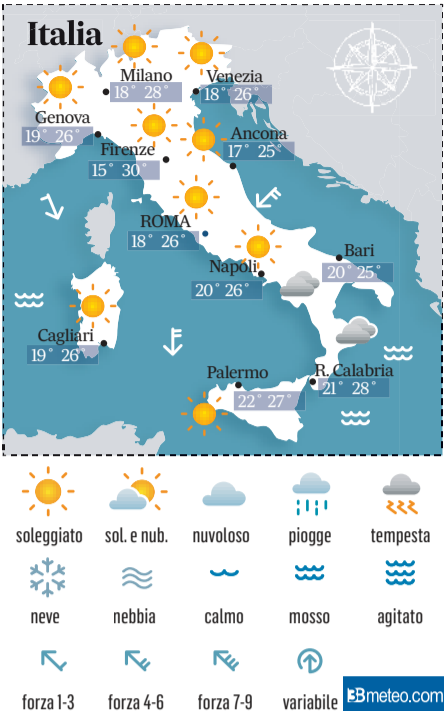 Italia
Milano
18° 28°
Venezia
18° 26°
Genova
19° 26°
Firenze
15° 30°
Ancona
17° 25°
ROMA
18° 26°
Napoli
20° 26°
Bari
20° 25°
Cagliari
19° 26°
Palermo
22° 27°
R. Calabria
21° 28°
soleggiato sol. e nub. nuvoloso piogge tempesta
neve nebbia calmo mosso agitato
forza 1-3 forza 4-6 forza 7-9 variabile
3Bmeteo.com